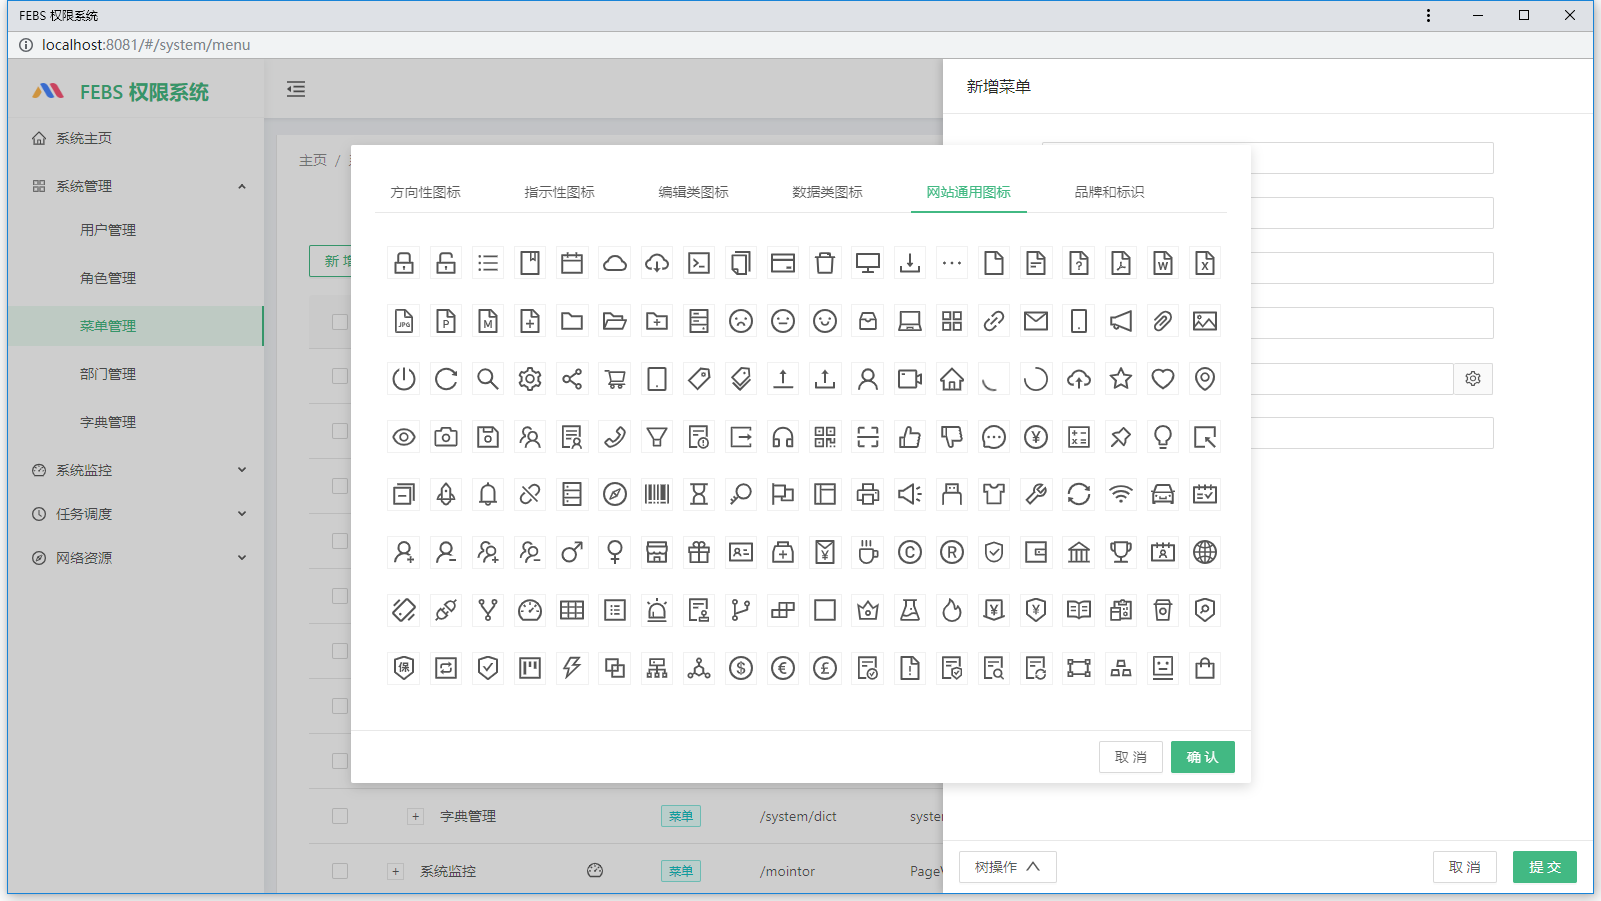 FEBS 权限系统
localhost:8081/#/system/menu
FEBS 权限系统
系统主页
系统管理
用户管理
角色管理
菜单管理
部门管理
字典管理
系统监控
任务调度
网络资源
主页 /
新增菜单
方向性图标 指示性图标 编辑类图标 数据类图标 网站通用图标 品牌和标识
新
取 消 确 认
字典管理 菜单 /system/dict
系统监控 菜单 /mointor
树操作 取 消 提 交